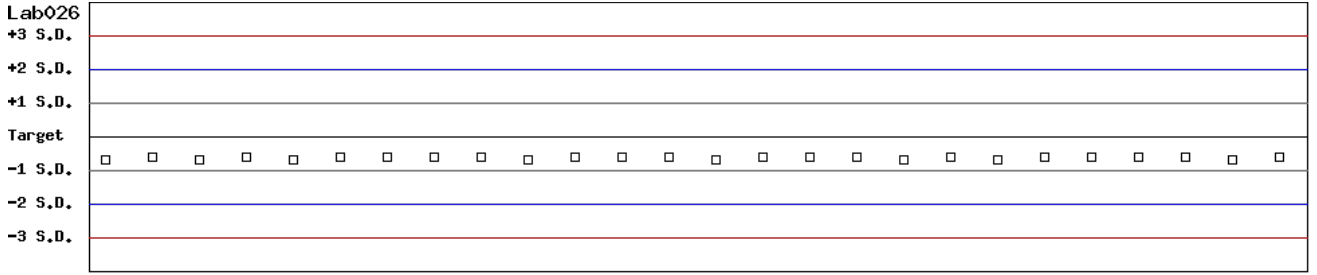 Lab026
+3 S.D.
+2 S.D.
+1 S.D.
Target
-1 S.D.
-2 S.D.
-3 S.D.